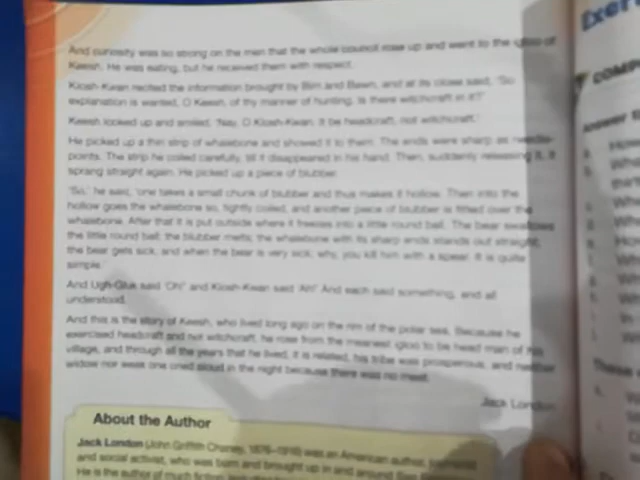 And curiosity was so strong on the men that the whole council rose up and went to the igloo of
Keesh. He was eating, but he received them with respect.
Klosh-Kwan recited the information brought by Bim and Bawn, and at its close said, 'So
explanation is wanted, O Keesh, of thy manner of hunting. Is there witchcraft in it?'
Keesh looked up and smiled. 'Nay, O Klosh-Kwan. It be headcraft, not witchcraft.'
He picked up a thin strip of whalebone and showed it to them. The ends were sharp as needle-
points. The strip he coiled carefully, till it disappeared in his hand. Then, suddenly releasing it, it
sprang straight again. He picked up a piece of blubber.
'So,' he said, 'one takes a small chunk of blubber and thus makes it hollow. Then into the
hollow goes the whalebone so, tightly coiled, and another piece of blubber is fitted over the
whalebone. After that it is put outside where it freezes into a little round ball. The bear swallows
the little round ball; the blubber melts; the whalebone with its sharp ends stands out straight;
the bear gets sick, and when the bear is very sick, why, you kill him with a spear. It is quite
simple.'
And Ugh-Gluk said 'Oh!' and Klosh-Kwan said 'Ah!' And each said something, and all
understood.
And this is the story of Keesh, who lived long ago on the rim of the polar sea. Because he
exercised headcraft and not witchcraft, he rose from the meanest igloo to be head man of his
village, and through all the years that he lived, it is related, his tribe was prosperous, and neither
widow nor weak one cried aloud in the night because there was no meat.
Jack London
About the Author
Jack London (John Griffith Chaney, 1876–1916) was an American author, journalist
and social activist, who was born and brought up in and around San
He is the author of much fiction
Exer
COMP
Answer